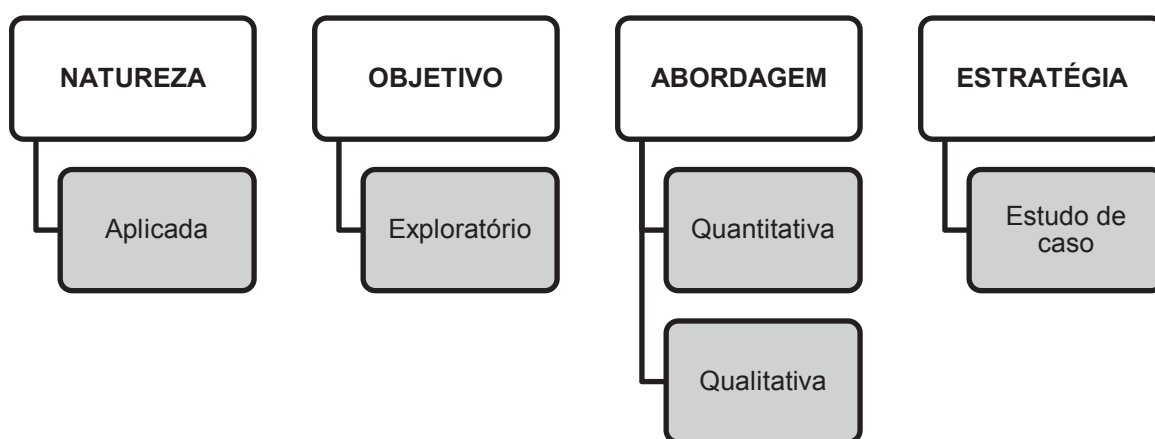 NATUREZA
Aplicada
OBJETIVO
Exploratório
ABORDAGEM
Quantitativa
Qualitativa
ESTRATÉGIA
Estudo de
caso